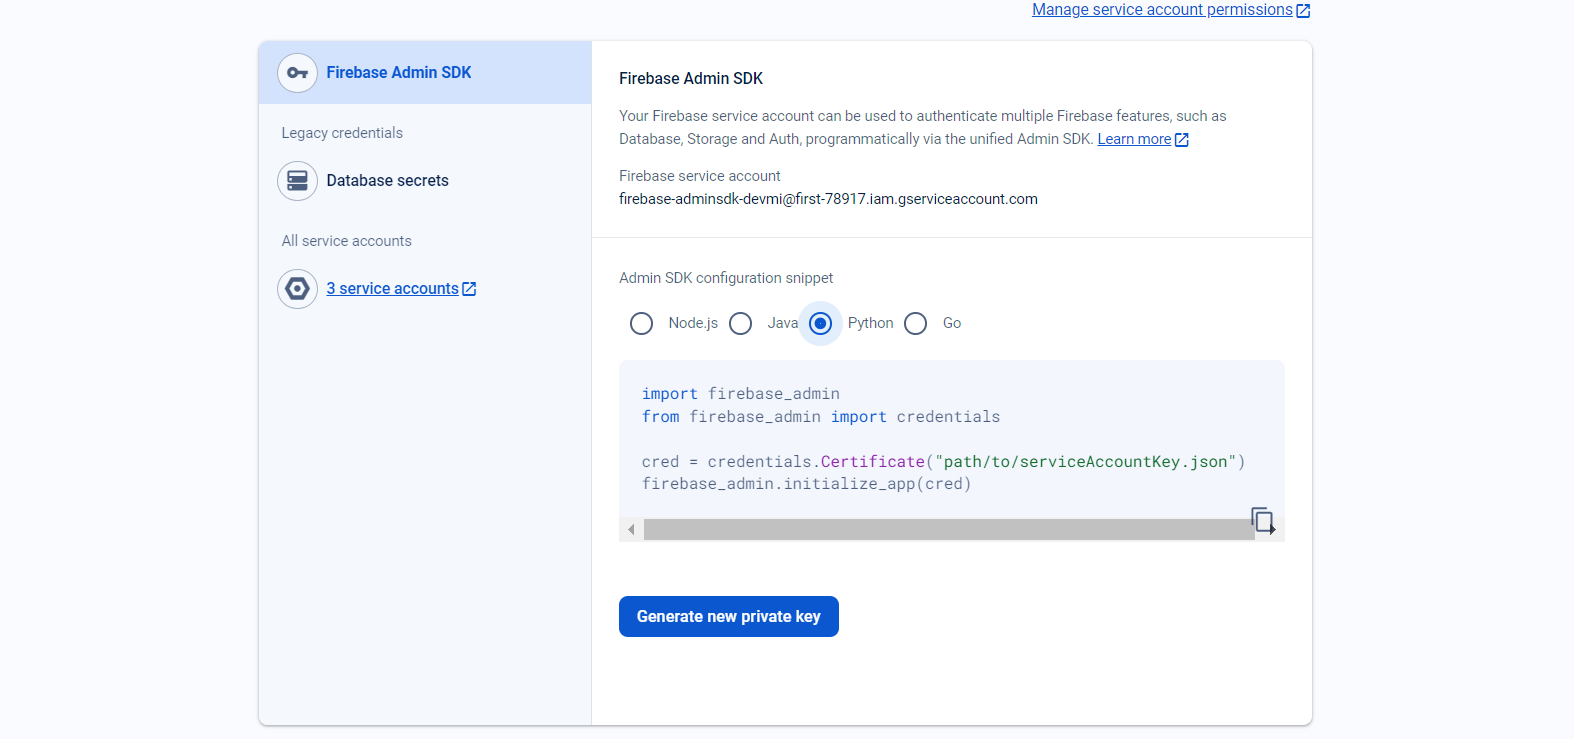 Manage service account permissions
Firebase Admin SDK
Legacy credentials
Database secrets
All service accounts
3 service accounts
Firebase Admin SDK
Your Firebase service account can be used to authenticate multiple Firebase features, such as
Database, Storage and Auth, programmatically via the unified Admin SDK. Learn more
Firebase service account
firebase-adminsdk-devmi@first-78917.iam.gserviceaccount.com
Admin SDK configuration snippet
Node.js Java Python Go
import firebase_admin
from firebase_admin import credentials
cred = credentials.Certificate("path/to/serviceAccountKey.json")
firebase_admin.initialize_app(cred)
Generate new private key